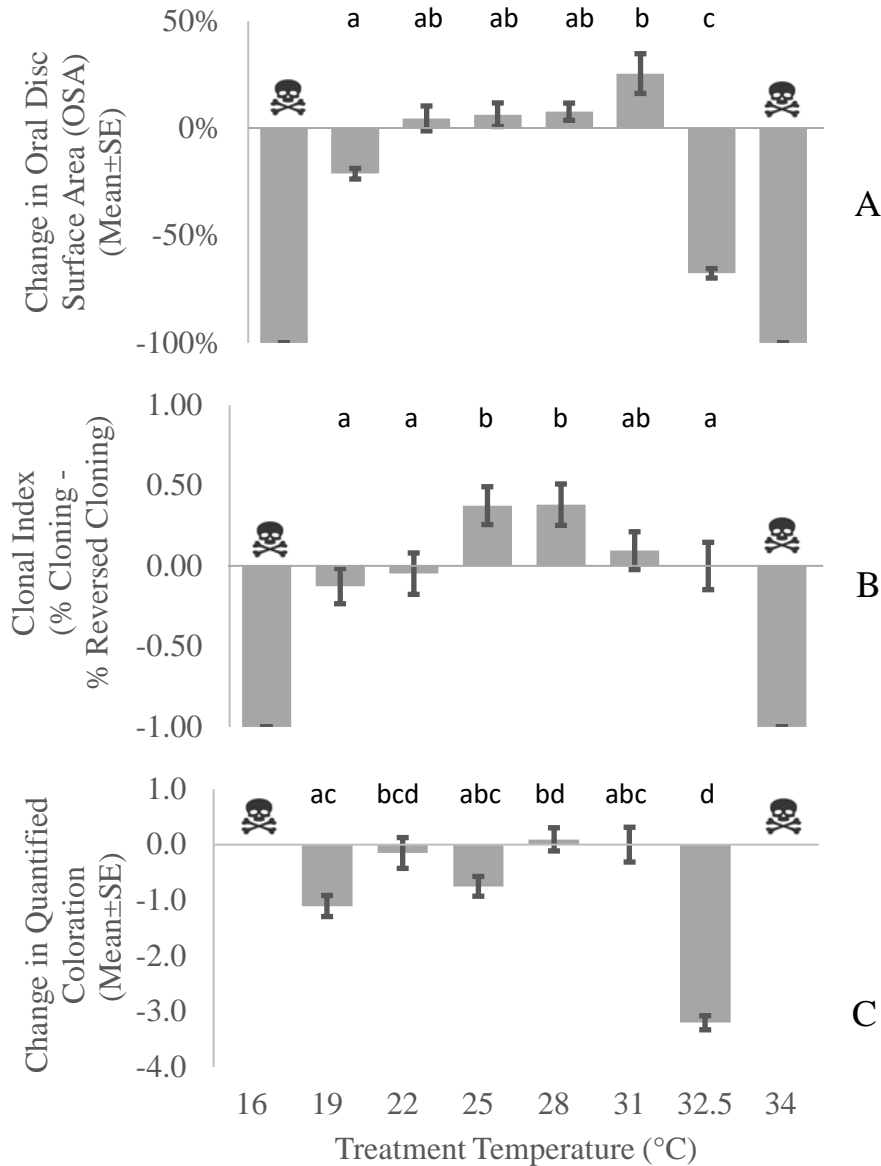 Change in Oral Disc
Surface Area (OSA)
(Mean±SE)
50%
0%
-50%
-100%
a ab ab ab b c
A
Clonal Index
(% Cloning -
% Reversed Cloning)
1.00
0.50
0.00
-0.50
-1.00
a a b b ab a
B
Change in Quantified
Coloration
(Mean±SE)
1.0
0.0
-1.0
-2.0
-3.0
-4.0
ac bcd abc bd abc d
C
16 19 22 25 28 31 32.5 34
Treatment Temperature (°C)